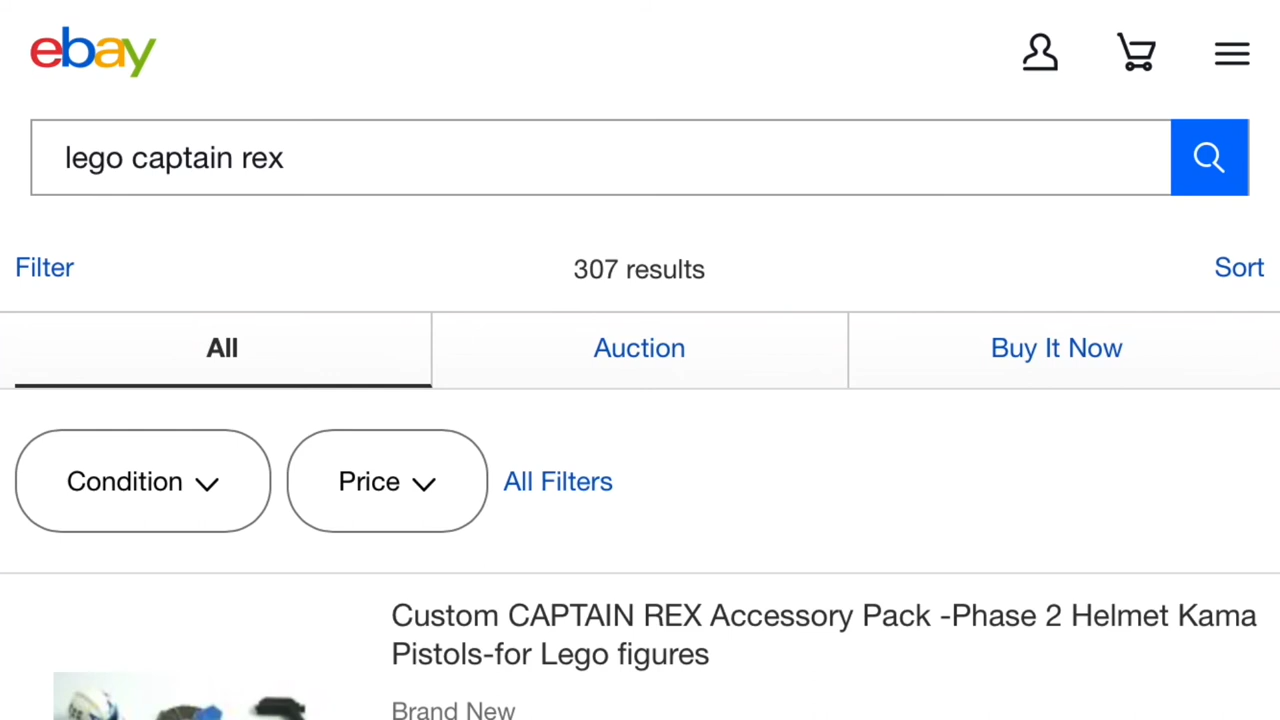 ebay
lego captain rex
Filter
307 results
Sort
All
Auction
Buy It Now
Condition
Price
All Filters
Custom CAPTAIN REX Accessory Pack -Phase 2 Helmet Kama
Pistols-for Lego figures
Brand New